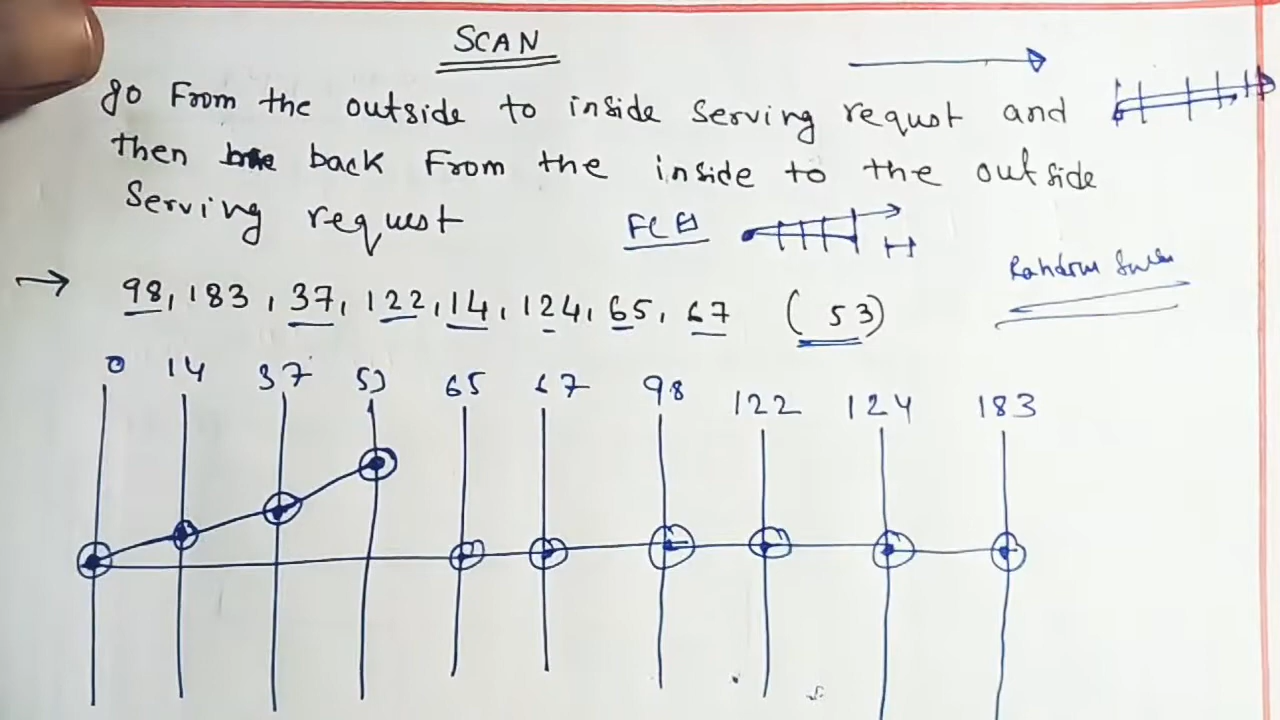 SCAN
go From the outside to inside serving requst and
then back From the inside to the outside
Serving request
98, 183, 37, 122, 14, 124, 65, 67 (53)
Random
0 14 37 53 65 67 98 122 124 183